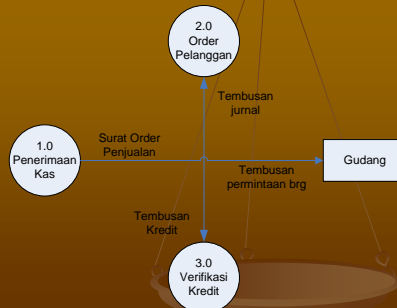 2.0
Order
Pelanggan
Tembusan
jurnal
1.0
Penerimaan
Kas
Surat Order
Penjualan
Tembusan
permintaan brg
Gudang
Tembusan
Kredit
3.0
Verifikasi
Kredit